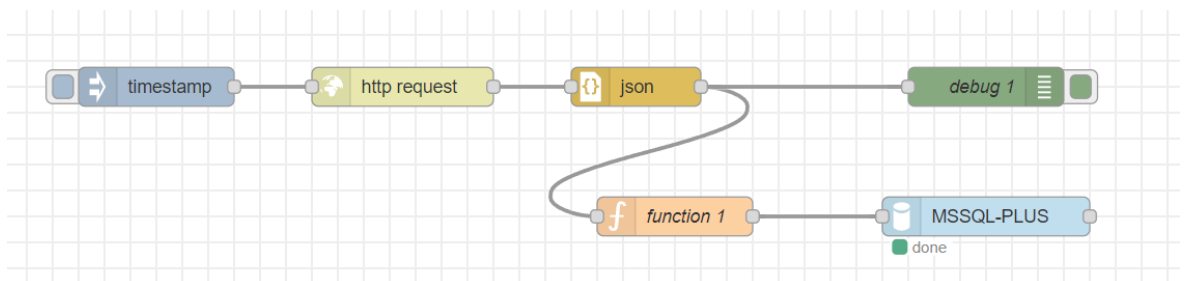 timestamp
http request
json
debug 1
function 1
MSSQL-PLUS
done